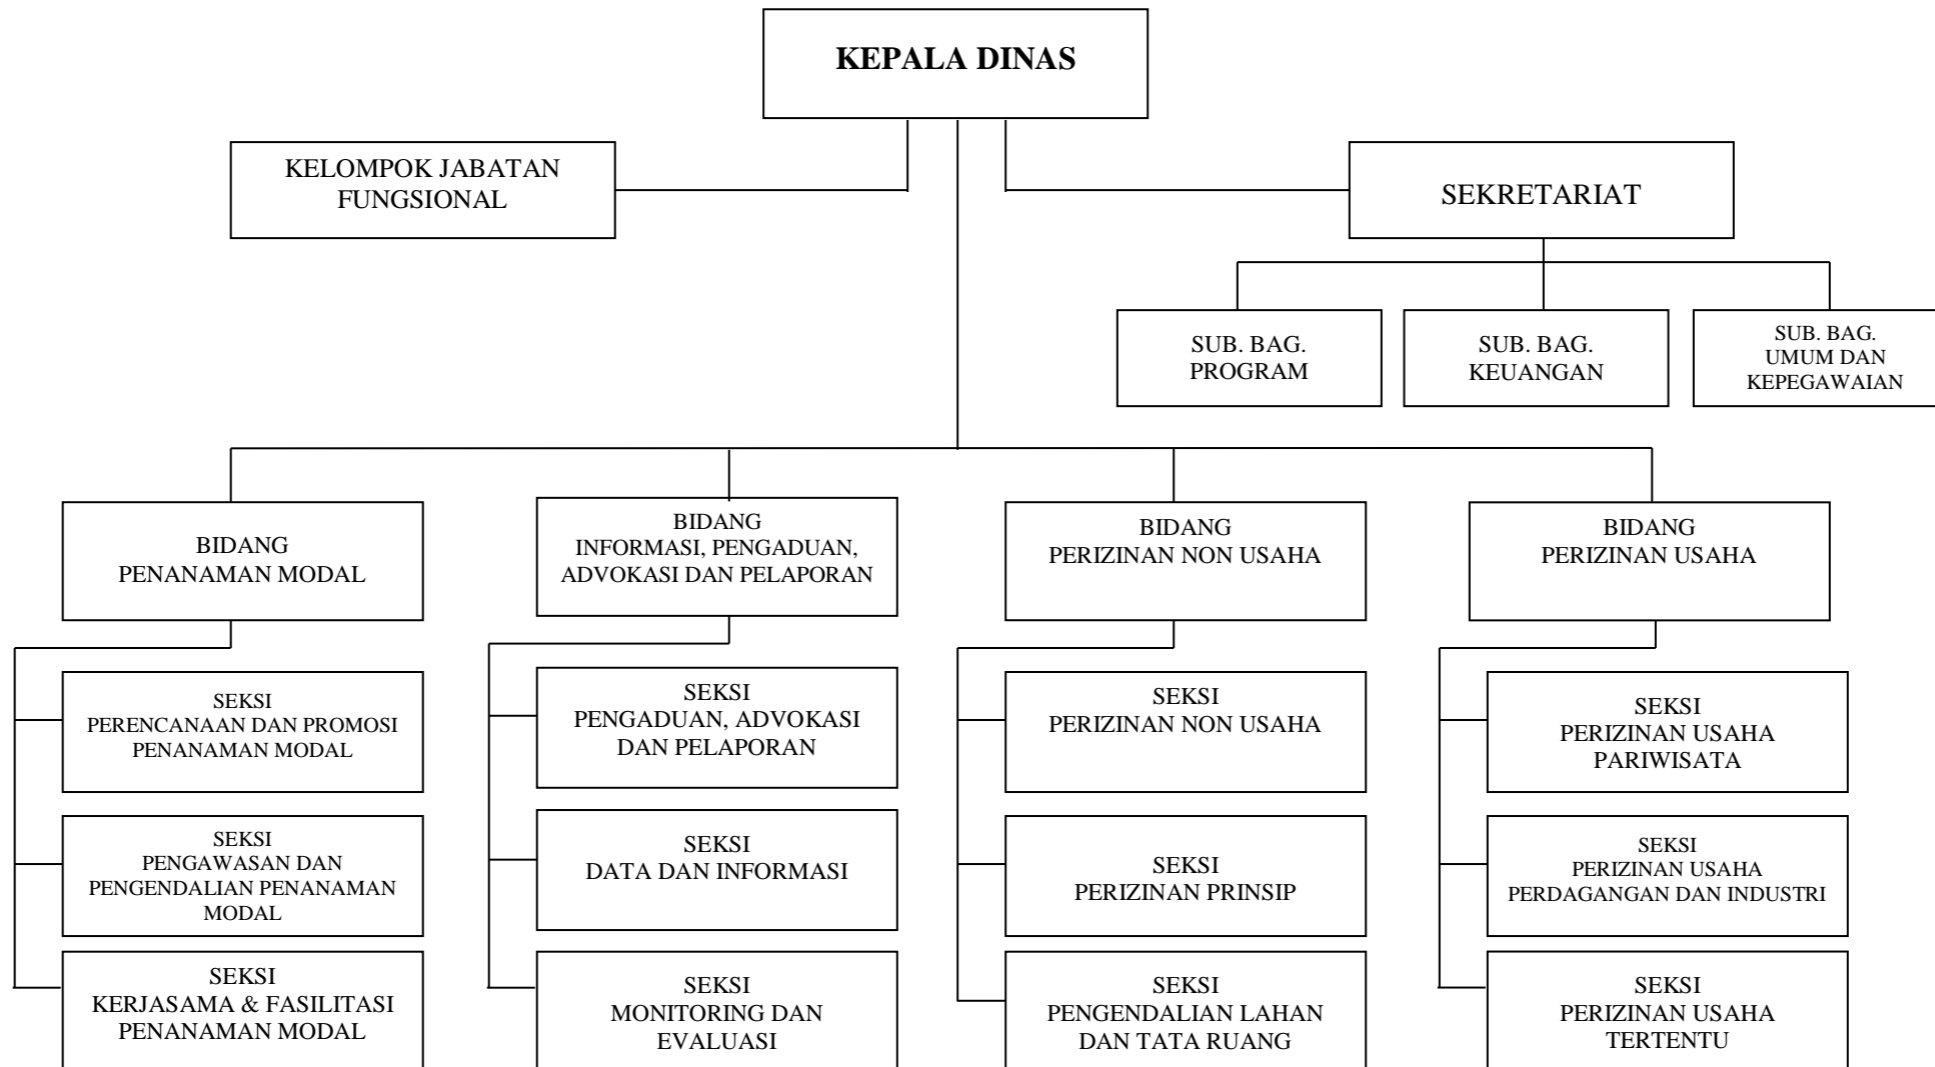 KEPALA DINAS
KELOMPOK JABATAN
FUNGSIONAL
SEKRETARIAT
SUB. BAG.
PROGRAM
SUB. BAG.
KEUANGAN
SUB. BAG.
UMUM DAN
KEPEGAWAIAN
BIDANG
PENANAMAN MODAL
BIDANG
INFORMASI, PENGADUAN,
ADVOKASI DAN PELAPORAN
BIDANG
PERIZINAN NON USAHA
BIDANG
PERIZINAN USAHA
SEKSI
PERENCANAAN DAN PROMOSI
PENANAMAN MODAL
SEKSI
PENGADUAN, ADVOKASI
DAN PELAPORAN
SEKSI
PERIZINAN NON USAHA
SEKSI
PERIZINAN USAHA
PARIWISATA
SEKSI
PENGAWASAN DAN
PENGENDALIAN PENANAMAN
MODAL
SEKSI
DATA DAN INFORMASI
SEKSI
PERIZINAN PRINSIP
SEKSI
PERIZINAN USAHA
PERDAGANGAN DAN INDUSTRI
SEKSI
KERJASAMA & FASILITASI
PENANAMAN MODAL
SEKSI
MONITORING DAN
EVALUASI
SEKSI
PENGENDALIAN LAHAN
DAN TATA RUANG
SEKSI
PERIZINAN USAHA
TERTENTU